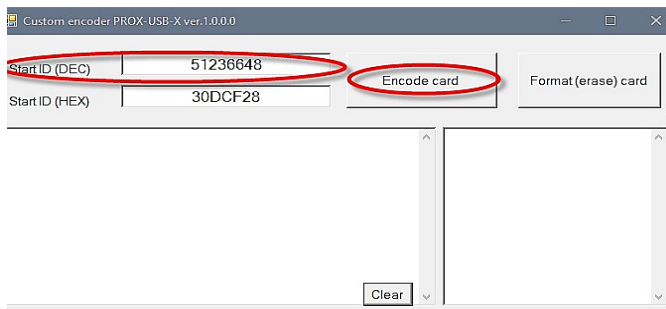 Custom encoder PROX-USB-X ver.1.0.0.0
Start ID (DEC) 51236648
Encode card
Format (erase) card
Start ID (HEX) 30DCF28
Clear